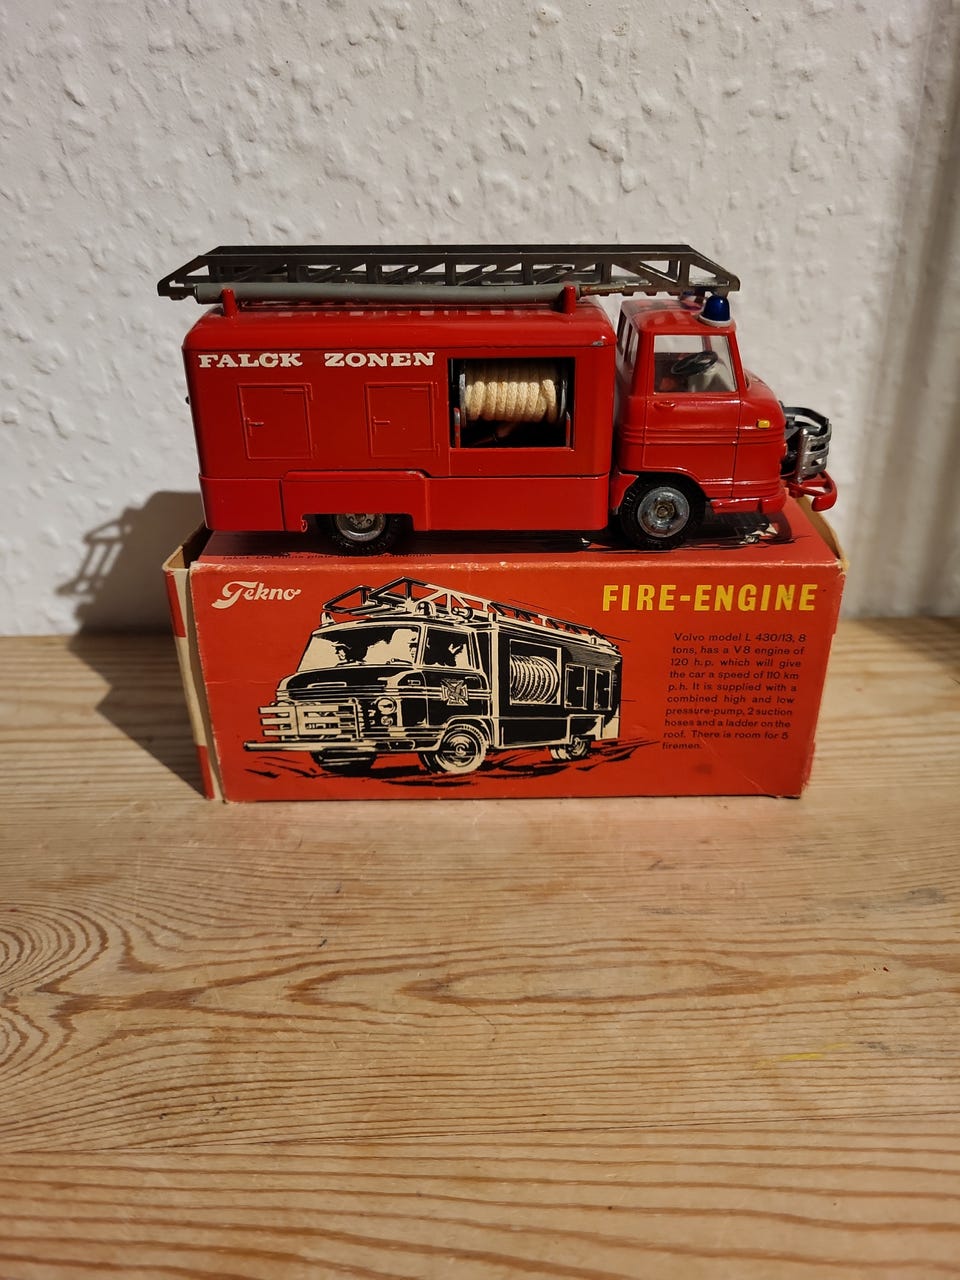 FALCK ZONEN
Tekno
FIRE-ENGINE
Volvo model L 430/13, 8
tons, has a V8 engine of
120 h.p. which will give
the car a speed of 110 km
p.h. It is supplied with a
combined high and low
pressure-pump, 2 suction
hoses and a ladder on the
roof. There is room for 5
firemen.